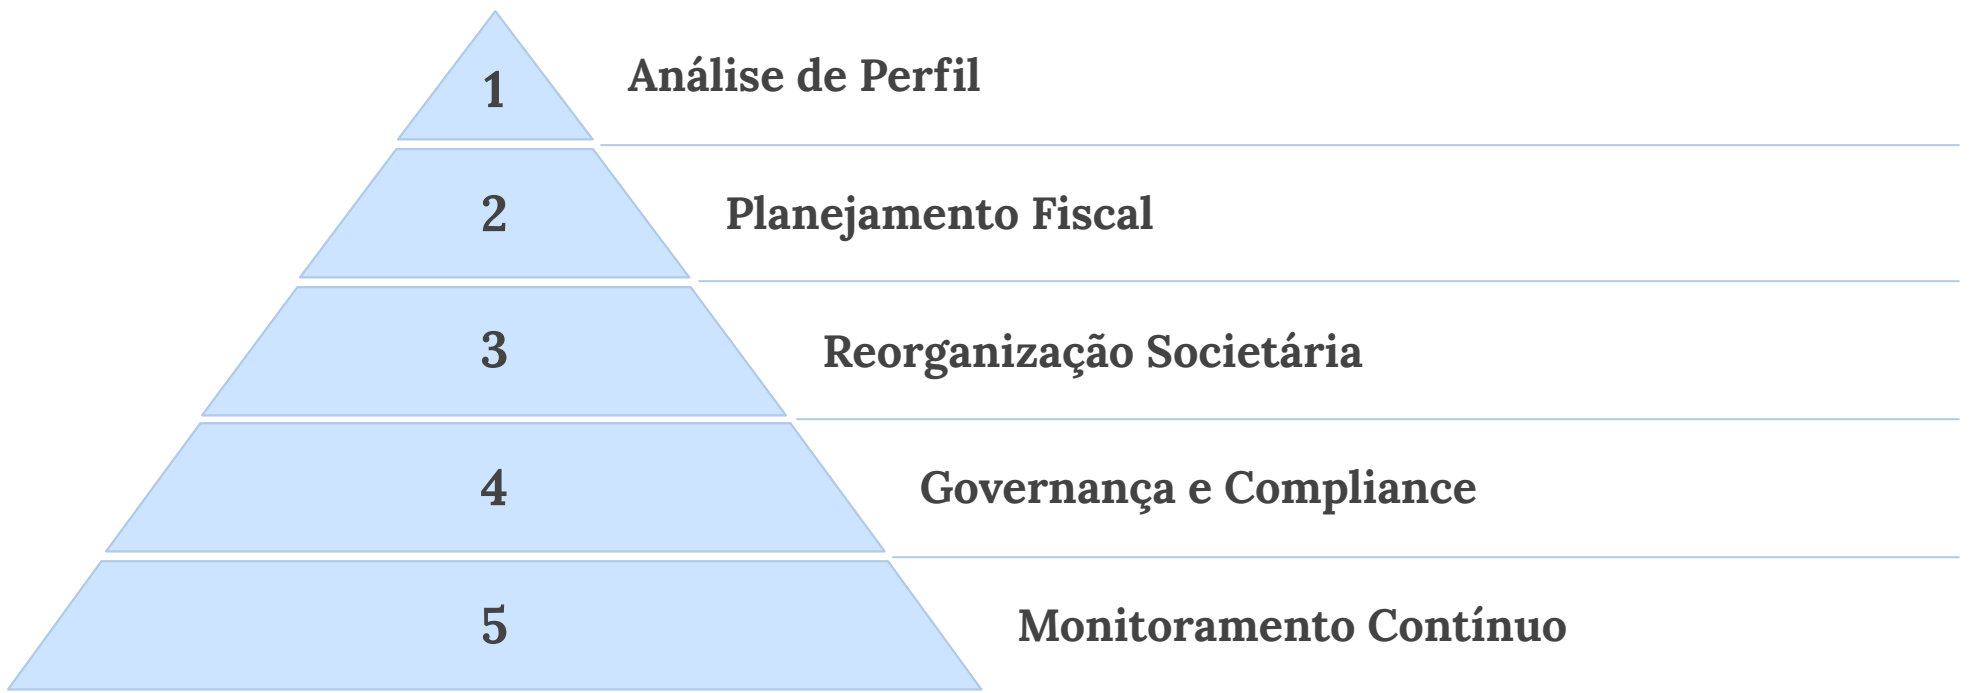 1
Análise de Perfil
2
Planejamento Fiscal
3
Reorganização Societária
4
Governança e Compliance
5
Monitoramento Contínuo